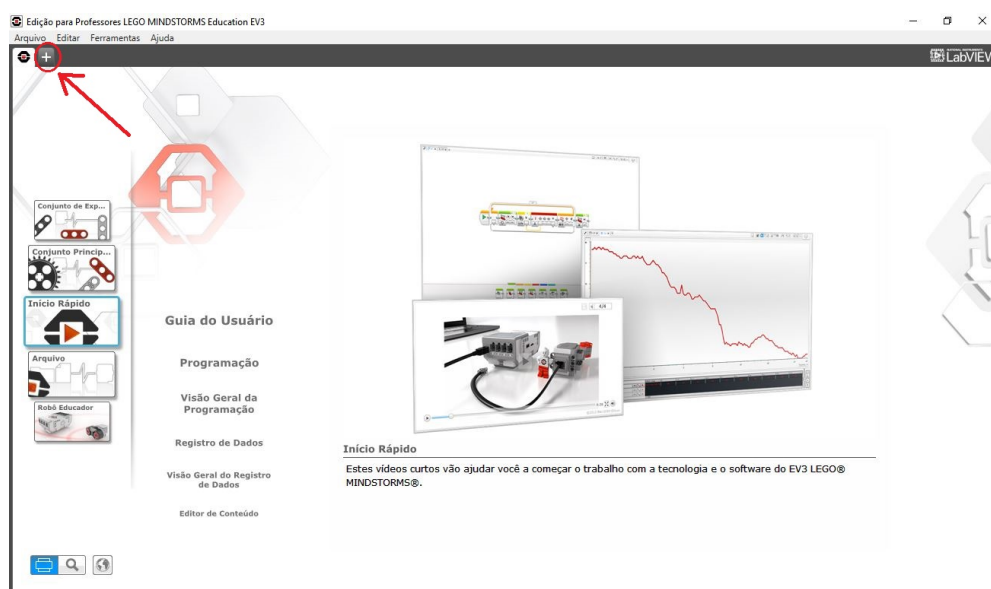 Edição para Professores LEGO MINDSTORMS Education EV3
Arquivo Editar Ferramentas Ajuda
LabVIEW
Conjunto de Exp...
Conjunto Princip...
Início Rápido
Arquivo
Robô Educador
Guia do Usuário
Programação
Visão Geral da
Programação
Registro de Dados
Visão Geral do Registro
de Dados
Editor de Conteúdo
4/8
Início Rápido
Estes vídeos curtos vão ajudar você a começar o trabalho com a tecnologia e o software do EV3 LEGO®
MINDSTORMS®.